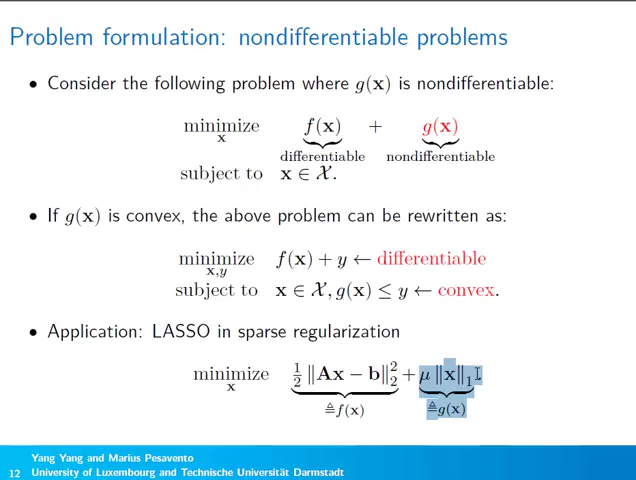 Problem formulation: nondifferentiable problems
• Consider the following problem where g(x) is nondifferentiable:
minimize f(x) + g(x)
x
differentiable nondifferentiable
subject to x ∈ 𝒳.
• If g(x) is convex, the above problem can be rewritten as:
minimize f(x) + y ← differentiable
x,y
subject to x ∈ 𝒳, g(x) ≤ y ← convex.
• Application: LASSO in sparse regularization
minimize ½ ‖Ax − b‖₂² + μ ‖x‖₁ .
x
≜f(x) ≜g(x)
Yang Yang and Marius Pesavento
12 University of Luxembourg and Technische Universität Darmstadt